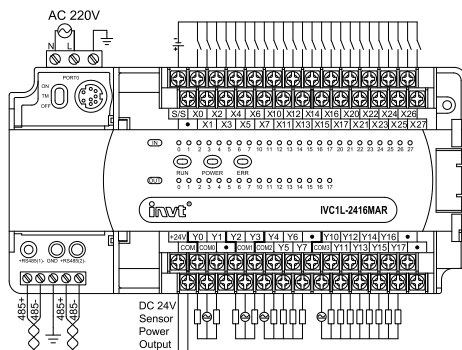 AC 220V
N L
PORT0
ON
TM
OFF
S/S X0 X2 X4 X6 X10 X12 X14 X16 X20 X22 X24 X26
• X1 X3 X5 X7 X11 X13 X15 X17 X21 X23 X25 X27
IN
0 1 2 3 4 5 6 7 10 11 12 13 14 15 16 17 20 21 22 23 24 25 26 27
RUN POWER ERR
OUT
0 1 2 3 4 5 6 7 10 11 12 13 14 15 16 17
invt
IVC1L-2416MAR
+24V Y0 Y1 Y2 Y3 Y4 Y6 • Y10 Y12 Y14 Y16 •
COM COM0 • COM1 COM2 Y5 Y7 COM3 Y11 Y13 Y15 Y17 •
+RS485(1)- GND +RS485(2)-
485+ 485- 485+ 485-
DC 24V
Sensor
Power
Output